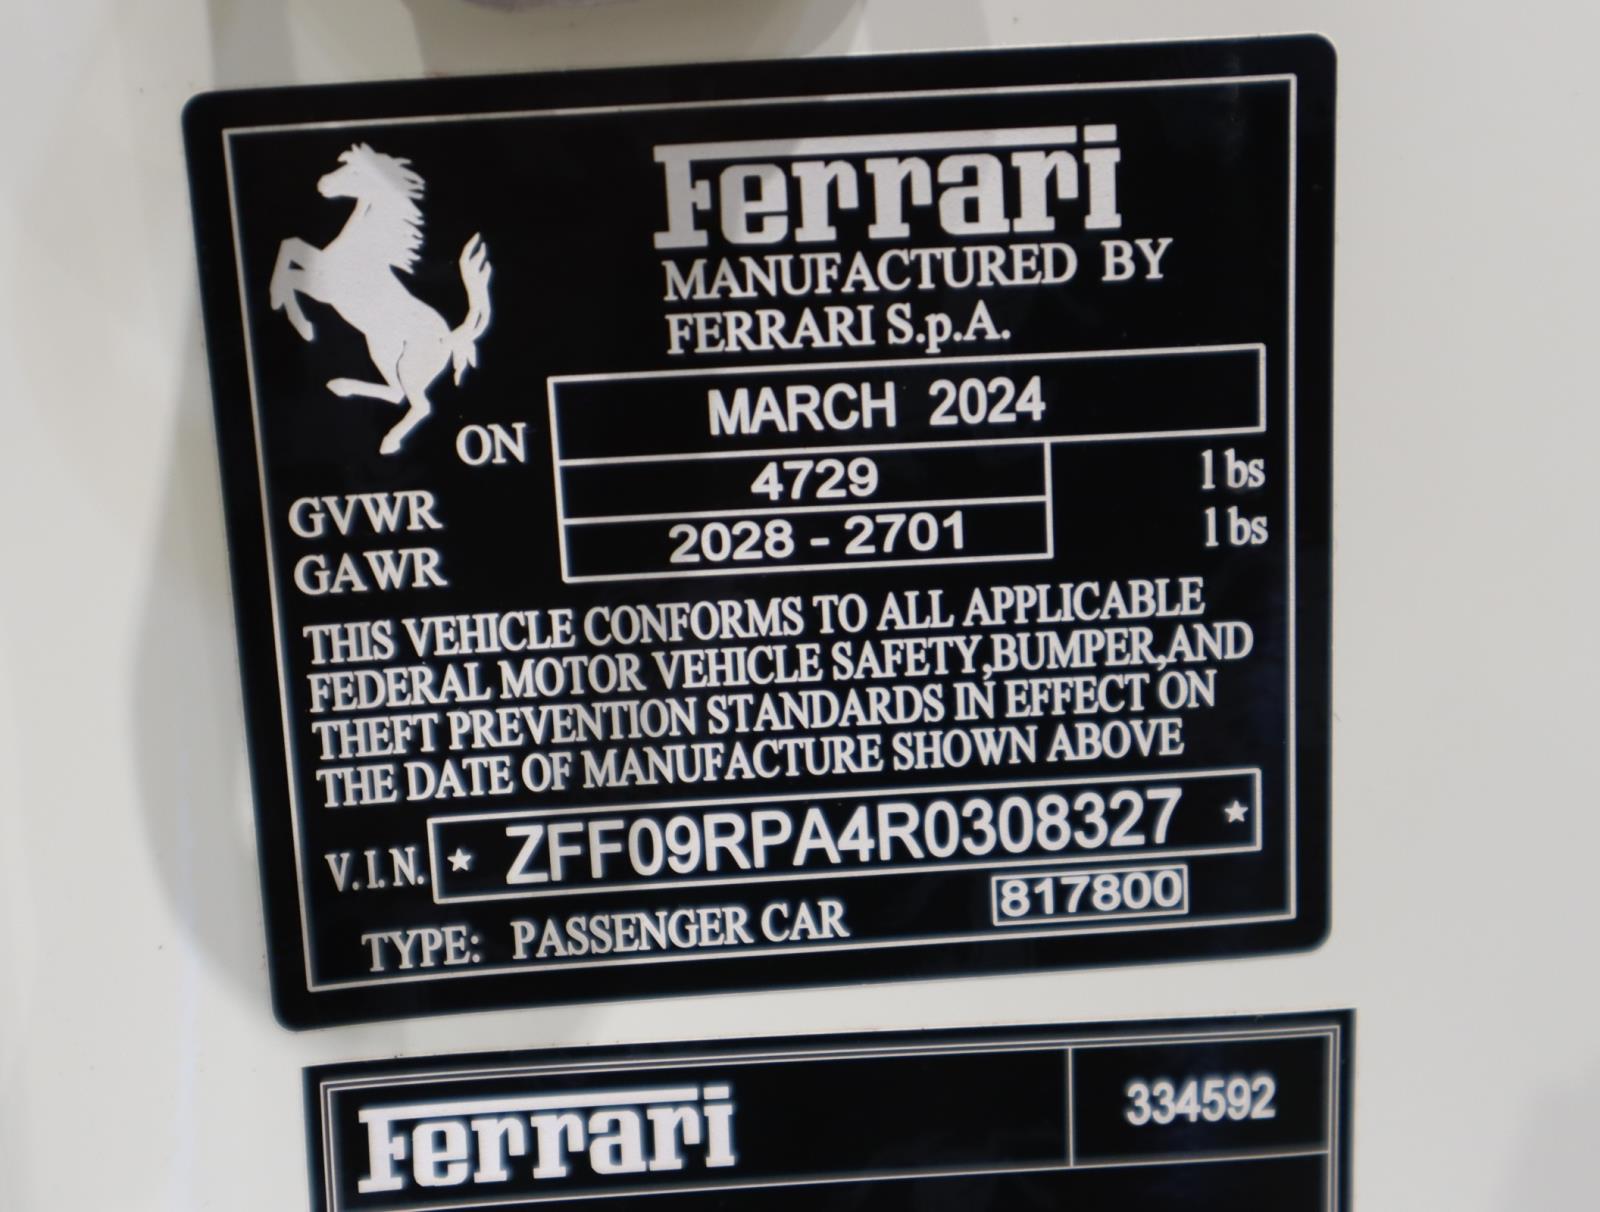 Ferrari
MANUFACTURED BY
FERRARI S.p.A.
ON MARCH 2024
GVWR 4729 lbs
GAWR 2028 - 2701 lbs
THIS VEHICLE CONFORMS TO ALL APPLICABLE
FEDERAL MOTOR VEHICLE SAFETY,BUMPER,AND
THEFT PREVENTION STANDARDS IN EFFECT ON
THE DATE OF MANUFACTURE SHOWN ABOVE
V.I.N. ★ ZFF09RPA4R0308327 ★
TYPE: PASSENGER CAR 817800
Ferrari 334592